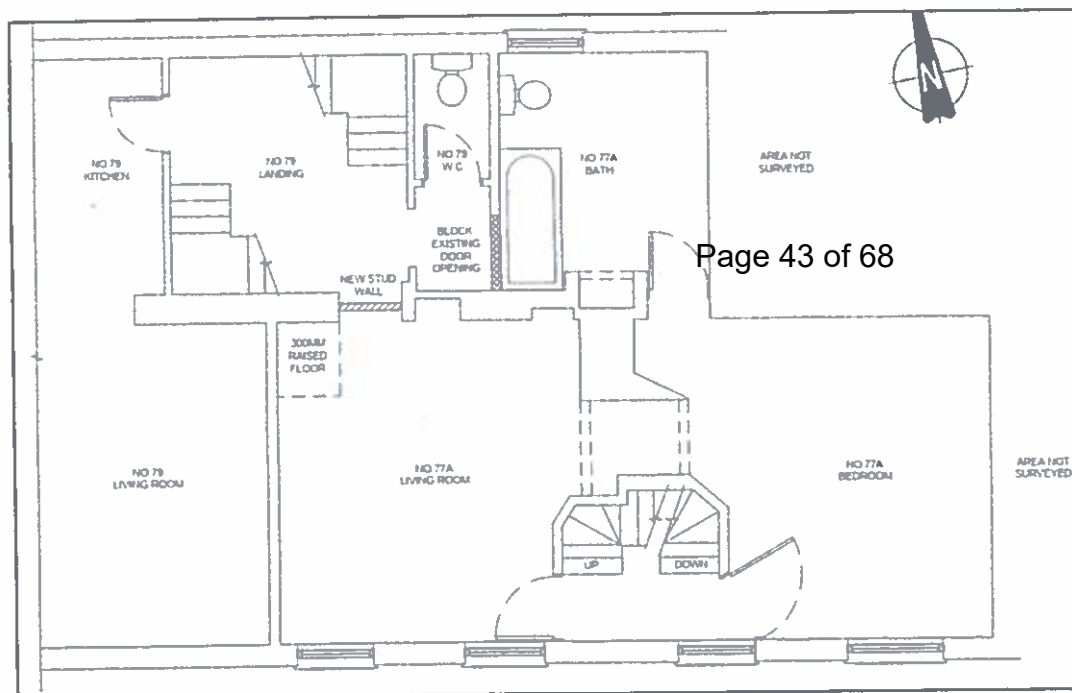 N
NO 79
KITCHEN
NO 79
LANDING
NO 79
W.C
NO 77A
BATH
AREA NOT
SURVEYED
BLOCK
EXISTING
DOOR
OPENING
Page 43 of 68
NEW STUD
WALL
300MM
RAISED
FLOOR
NO 79
LIVING ROOM
NO 77A
LIVING ROOM
NO 77A
BEDROOM
AREA NOT
SURVEYED
UP
DOWN